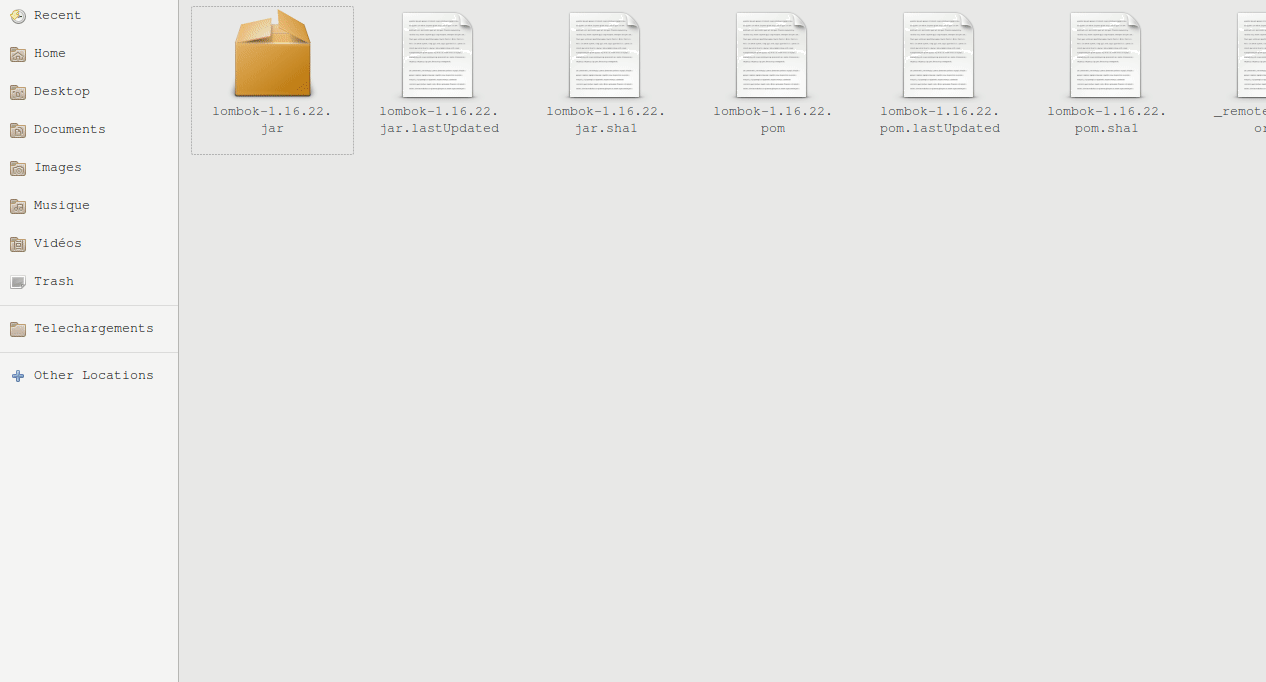 Recent
Home
Desktop
Documents
Images
Musique
Vidéos
Trash
Telechargements
Other Locations
lombok-1.16.22.
jar
lombok-1.16.22.
jar.lastUpdated
lombok-1.16.22.
jar.sha1
lombok-1.16.22.
pom
lombok-1.16.22.
pom.lastUpdated
lombok-1.16.22.
pom.sha1
_remote
or